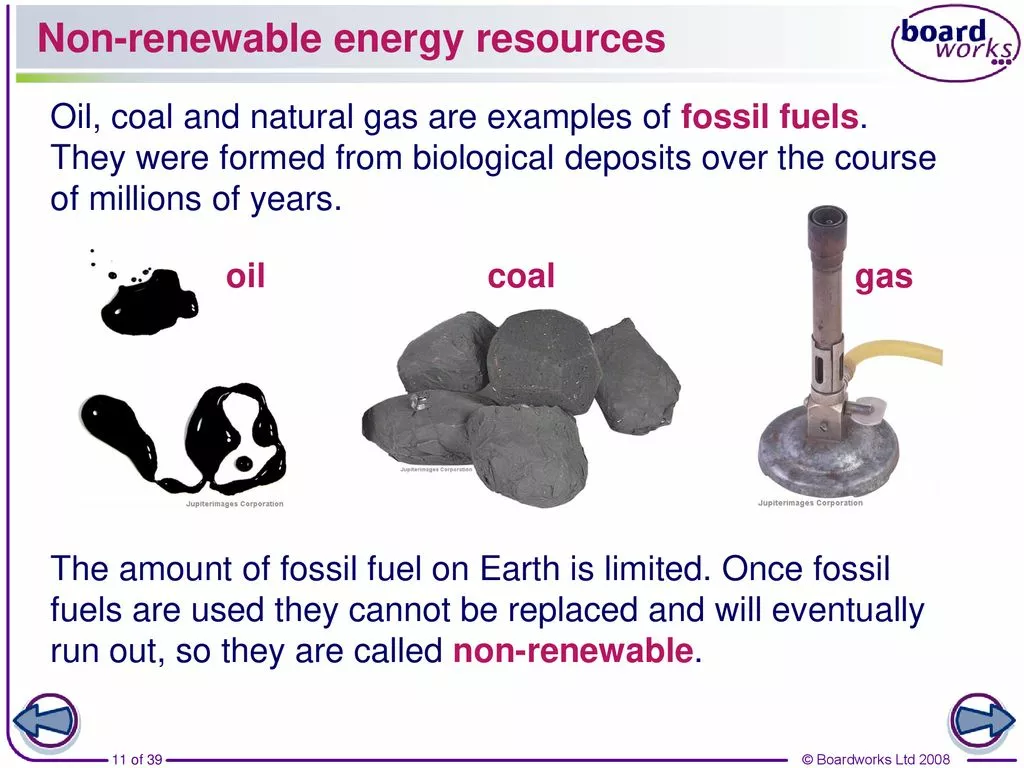 Non-renewable energy resources
board
works
Oil, coal and natural gas are examples of fossil fuels.
They were formed from biological deposits over the course
of millions of years.
oil
coal
gas
Jupiterimages Corporation
Jupiterimages Corporation
Jupiterimages Corporation
The amount of fossil fuel on Earth is limited. Once fossil
fuels are used they cannot be replaced and will eventually
run out, so they are called non-renewable.
11 of 39
© Boardworks Ltd 2008